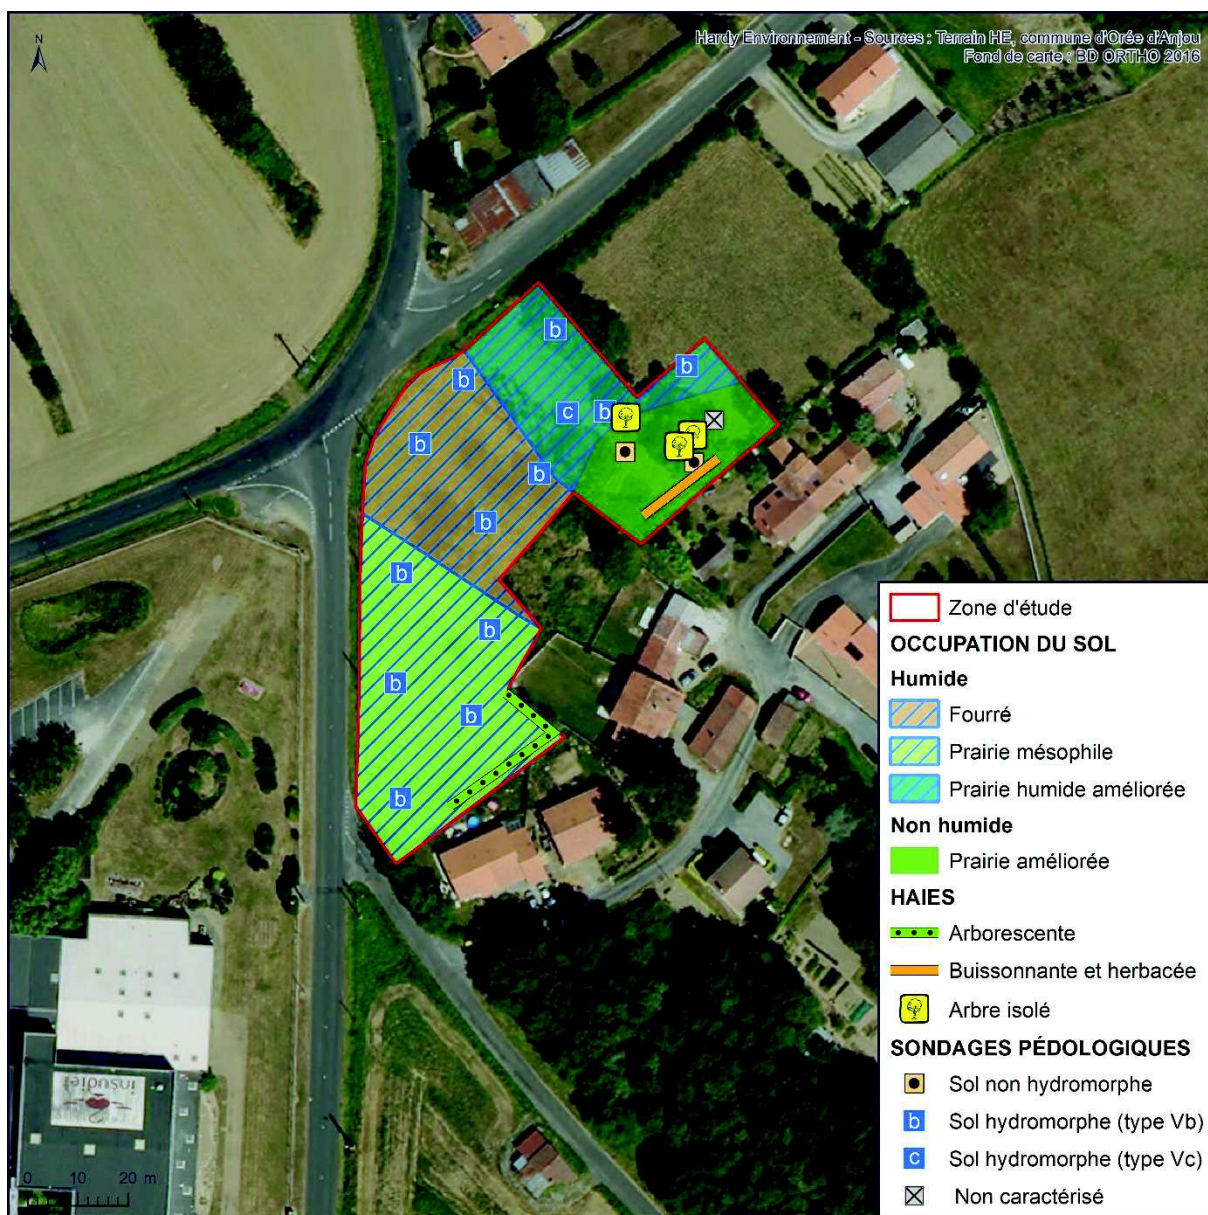 N
Hardy Environnement - Sources : Terrain HE, commune d'Orée d'Anjou
Fond de carte : BD ORTHO 2016
b
b
b
c
b
b
b
b
b
b
b
b
b
Zone d'étude
OCCUPATION DU SOL
Humide
Fourré
Prairie mésophile
Prairie humide améliorée
Non humide
Prairie améliorée
HAIES
Arborescente
Buissonnante et herbacée
Arbre isolé
SONDAGES PÉDOLOGIQUES
Sol non hydromorphe
b Sol hydromorphe (type Vb)
c Sol hydromorphe (type Vc)
Non caractérisé
insudiet
0 10 20 m